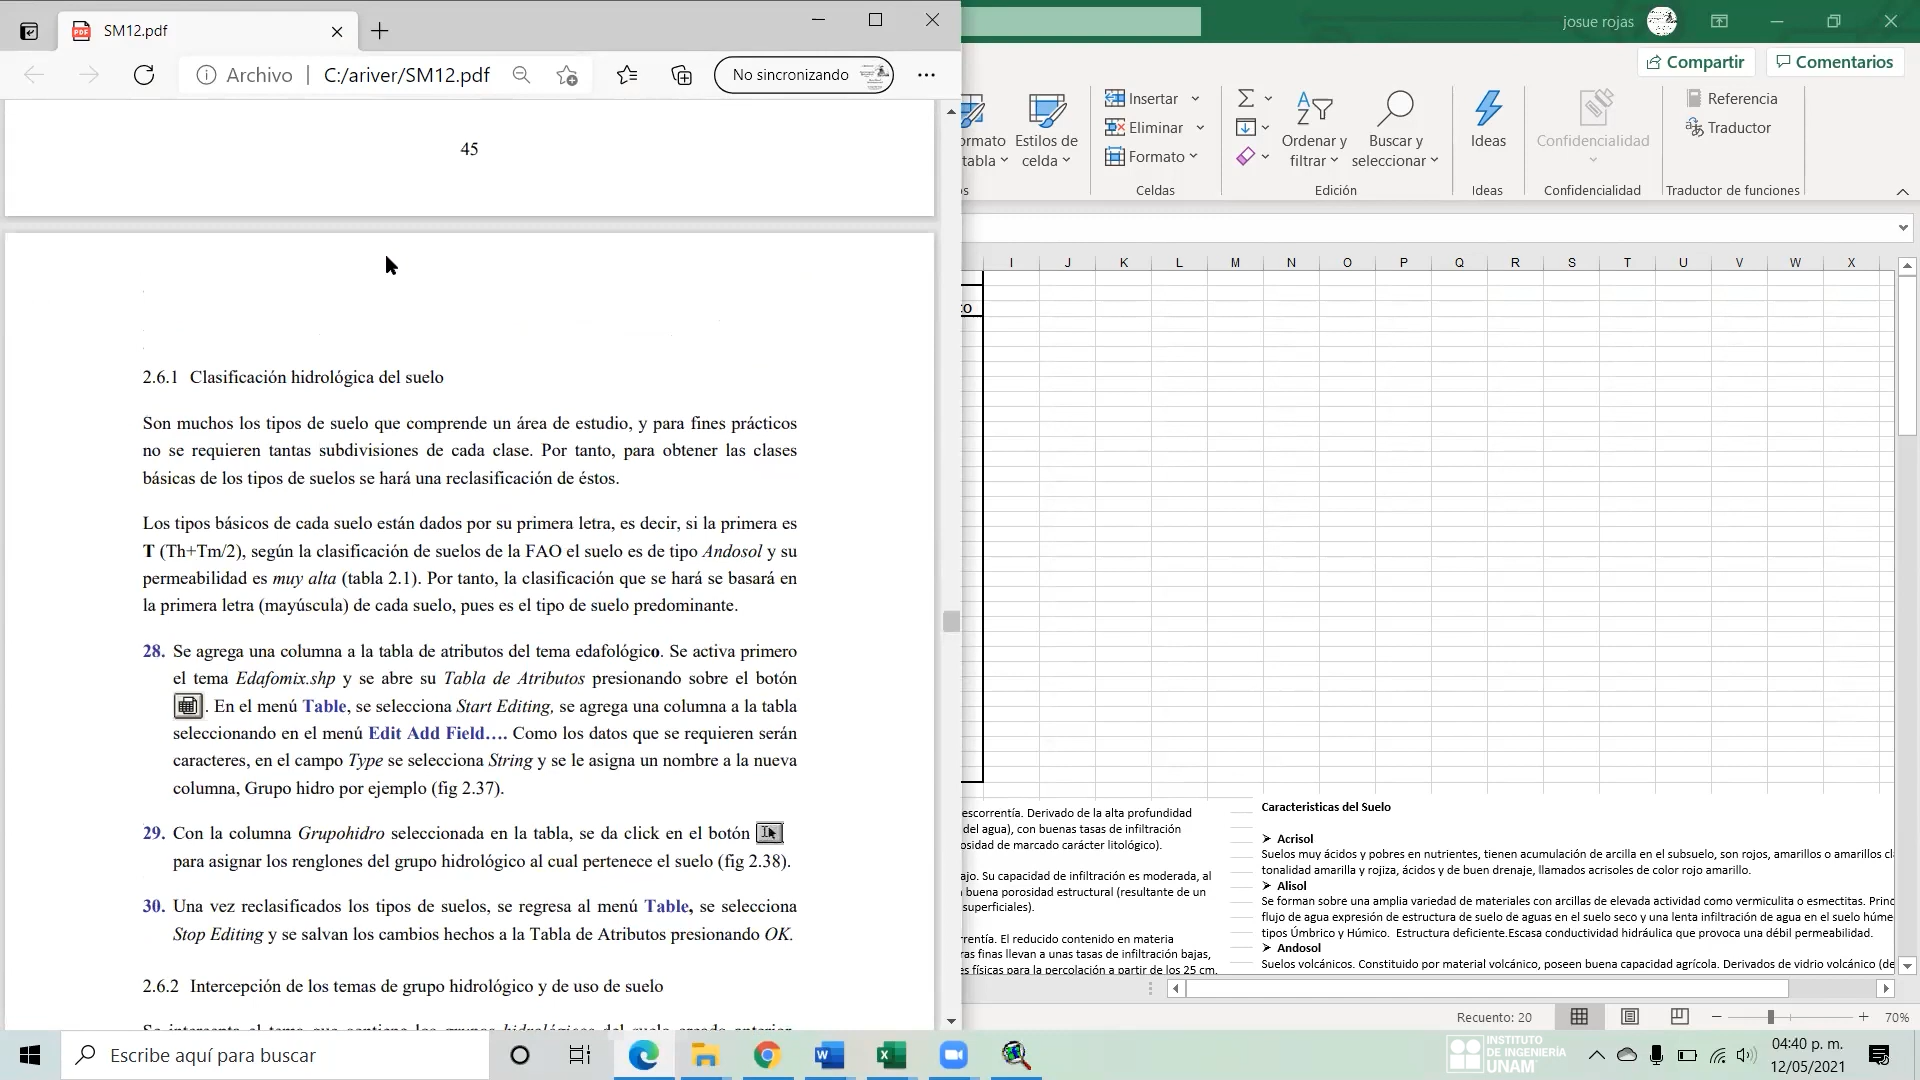 SM12.pdf
Archivo
C:/ariver/SM12.pdf
No sincronizando
45
2.6.1 Clasificación hidrológica del suelo
Son muchos los tipos de suelo que comprende un área de estudio, y para fines prácticos
no se requieren tantas subdivisiones de cada clase. Por tanto, para obtener las clases
básicas de los tipos de suelos se hará una reclasificación de éstos.
Los tipos básicos de cada suelo están dados por su primera letra, es decir, si la primera es
T (Th+Tm/2), según la clasificación de suelos de la FAO el suelo es de tipo Andosol y su
permeabilidad es muy alta (tabla 2.1). Por tanto, la clasificación que se hará se basará en
la primera letra (mayúscula) de cada suelo, pues es el tipo de suelo predominante.
28. Se agrega una columna a la tabla de atributos del tema edafológico. Se activa primero
el tema Edafomix.shp y se abre su Tabla de Atributos presionando sobre el botón
. En el menú Table, se selecciona Start Editing, se agrega una columna a la tabla
seleccionando en el menú Edit Add Field…. Como los datos que se requieren serán
caracteres, en el campo Type se selecciona String y se le asigna un nombre a la nueva
columna, Grupo hidro por ejemplo (fig 2.37).
29. Con la columna Grupohidro seleccionada en la tabla, se da click en el botón
para asignar los renglones del grupo hidrológico al cual pertenece el suelo (fig 2.38).
30. Una vez reclasificados los tipos de suelos, se regresa al menú Table, se selecciona
Stop Editing y se salvan los cambios hechos a la Tabla de Atributos presionando OK.
2.6.2 Intercepción de los temas de grupo hidrológico y de uso de suelo
josue rojas
Compartir
Comentarios
ormato
tabla
Estilos de
celda
Insertar
Eliminar
Formato
Ordenar y
filtrar
Buscar y
seleccionar
Ideas
Confidencialidad
Referencia
Traductor
os
Celdas
Edición
Ideas
Confidencialidad
Traductor de funciones
I J K L M N O P Q R S T U V W X
co
escorrentía. Derivado de la alta profundidad
del agua), con buenas tasas de infiltración
osidad de marcado carácter litológico).
ajo. Su capacidad de infiltración es moderada, al
buena porosidad estructural (resultante de un
superficiales).
rrentía. El reducido contenido en materia
ras finas llevan a unas tasas de infiltración bajas,
es físicas para la percolación a partir de los 25 cm.
Caracteristicas del Suelo
➢ Acrisol
Suelos muy ácidos y pobres en nutrientes, tienen acumulación de arcilla en el subsuelo, son rojos, amarillos o amarillos cl
tonalidad amarilla y rojiza, ácidos y de buen drenaje, llamados acrisoles de color rojo amarillo.
➢ Alisol
Se forman sobre una amplia variedad de materiales con arcillas de elevada actividad como vermiculita o esmectitas. Princ
flujo de agua expresión de estructura de suelo de aguas en el suelo seco y una lenta infiltración de agua en el suelo húme
tipos Úmbrico y Húmico. Estructura deficiente.Escasa conductividad hidráulica que provoca una débil permeabilidad.
➢ Andosol
Suelos volcánicos. Constituido por material volcánico, poseen buena capacidad agrícola. Derivados de vidrio volcánico (de
Recuento: 20
70%
Escribe aquí para buscar
INSTITUTO
DE INGENIERÍA
UNAM
04:40 p. m.
12/05/2021